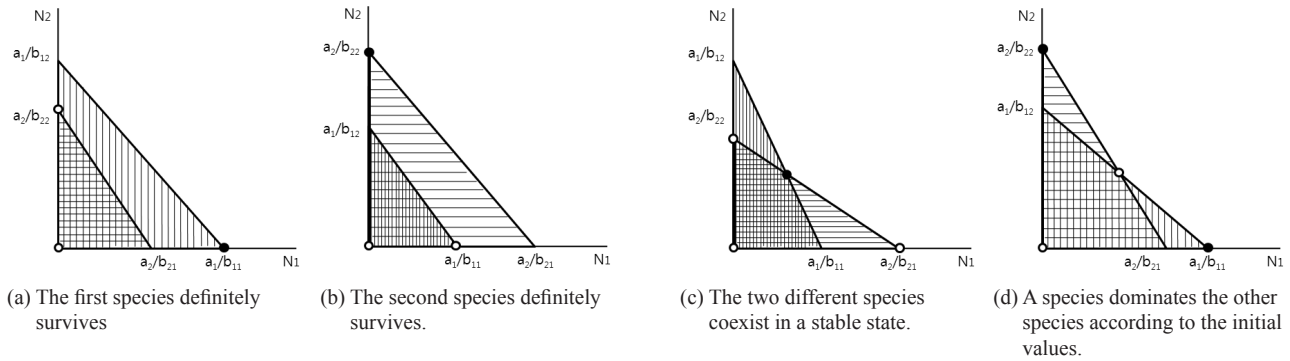 N₂
a₁/b₁₂
a₂/b₂₂
a₂/b₂₁
a₁/b₁₁
N₁
(a) The first species definitely
survives
N₂
a₂/b₂₂
a₁/b₁₂
a₁/b₁₁
a₂/b₂₁
N₁
(b) The second species definitely
survives.
N₂
a₁/b₁₂
a₂/b₂₂
a₁/b₁₁
a₂/b₂₁
N₁
(c) The two different species
coexist in a stable state.
N₂
a₂/b₂₂
a₁/b₁₂
a₂/b₂₁
a₁/b₁₁
N₁
(d) A species dominates the other
species according to the initial
values.